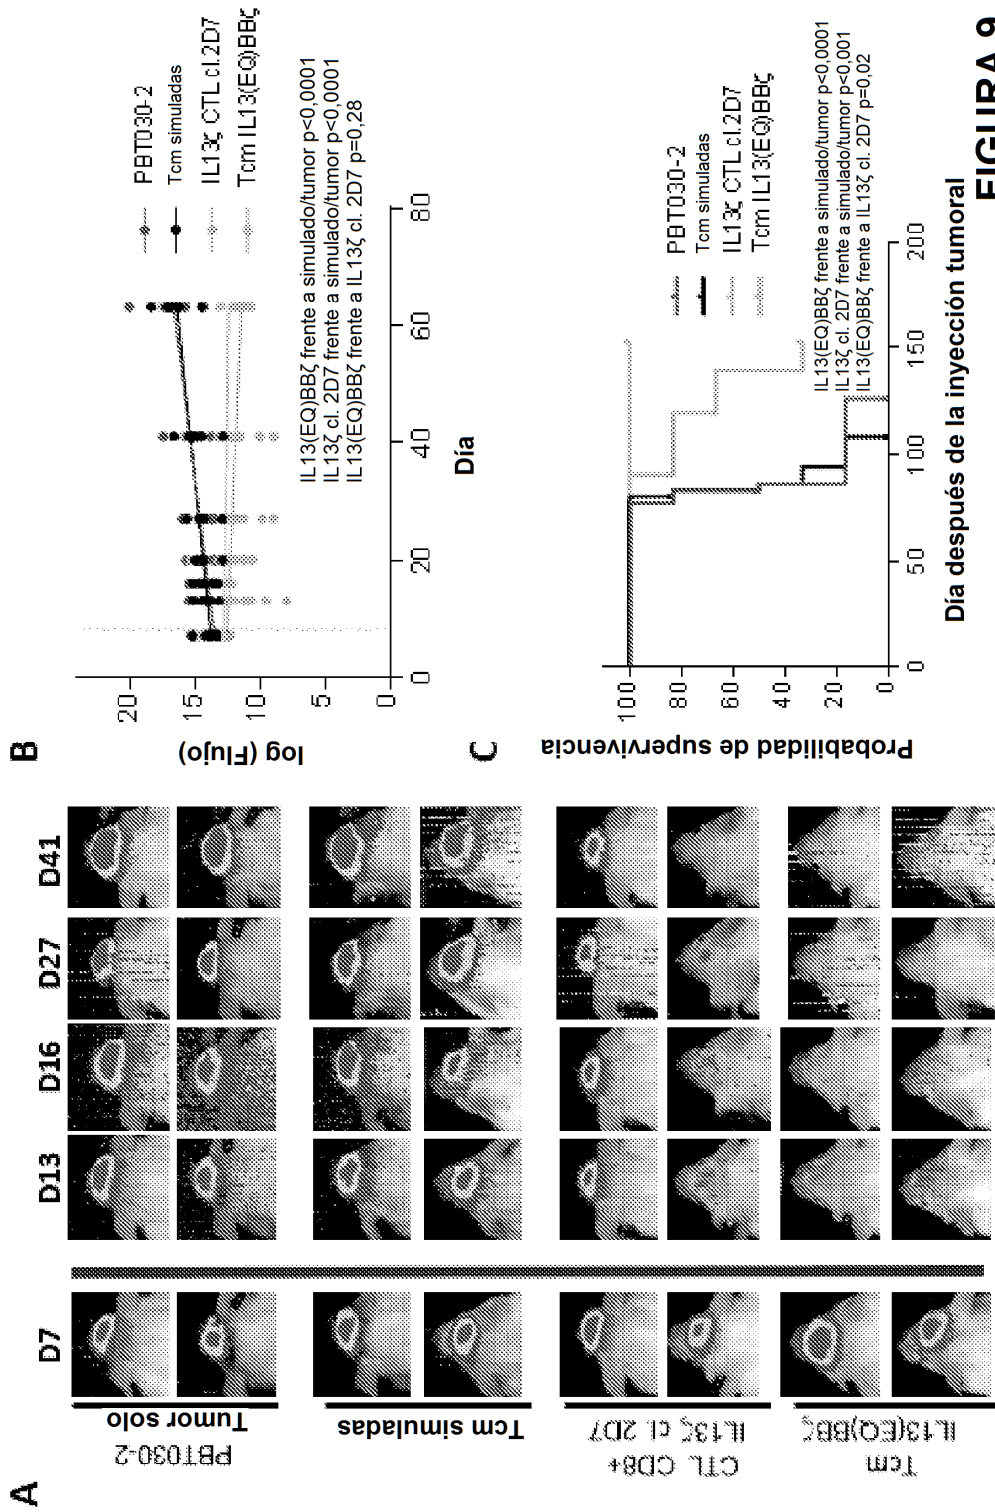 A
D7
D13
D16
D27
D41
PBT030-2
Tumor solo
Tcm simuladas
CTL CD8+
IL13ζ cl. 2D7
Tcm
IL13(EQ)BBζ
B
log (Flujo)
20
15
10
5
0
0
20
40
60
80
Día
PBT030-2
Tcm simuladas
IL13ζ CTL cl.2D7
Tcm IL13(EQ)BBζ
IL13(EQ)BBζ frente a simulado/tumor p<0,0001
IL13ζ cl. 2D7 frente a simulado/tumor p<0,0001
IL13(EQ)BBζ frente a IL13ζ cl. 2D7 p=0,28
C
Probabilidad de supervivencia
100
80
60
40
20
0
0
50
100
150
200
Día después de la inyección tumoral
PBT030-2
Tcm simuladas
IL13ζ CTL cl.2D7
Tcm IL13(EQ)BBζ
IL13(EQ)BBζ frente a simulado/tumor p<0,0001
IL13ζ cl. 2D7 frente a simulado/tumor p<0,001
IL13(EQ)BBζ frente a IL13ζ cl. 2D7 p=0,02
FIGURA 9